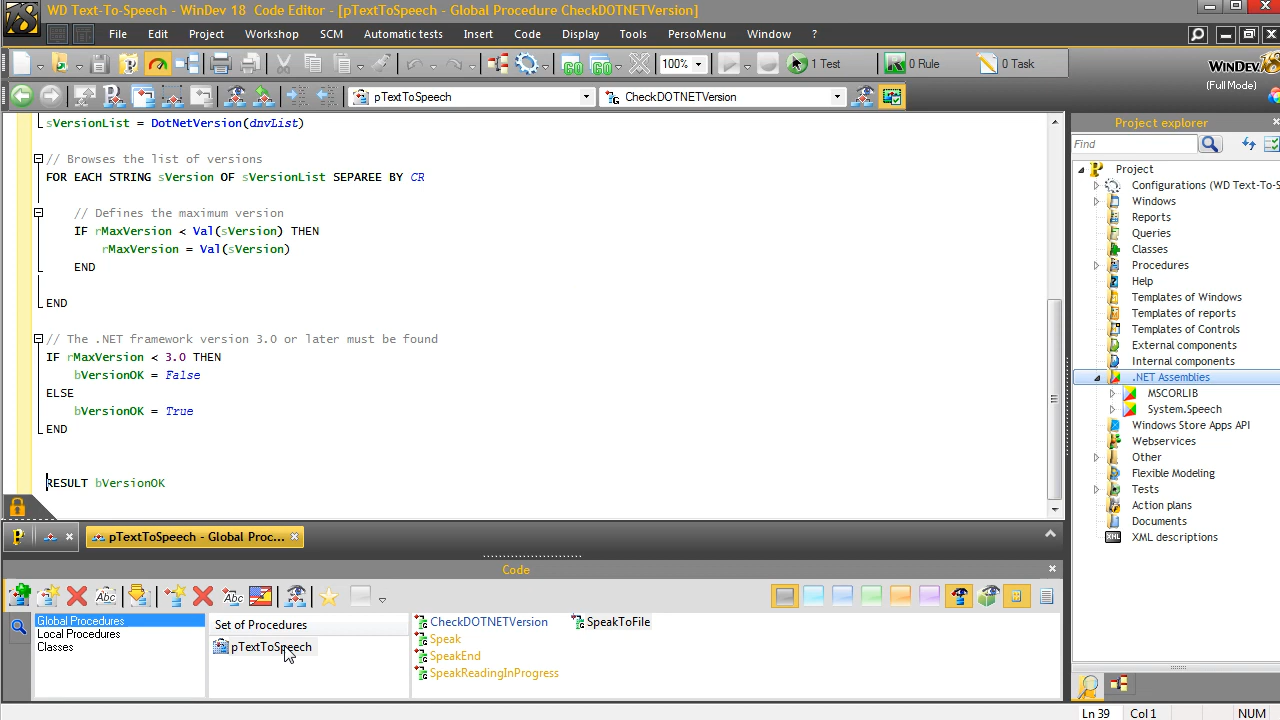 WD Text-To-Speech - WinDev 18 Code Editor - [pTextToSpeech - Global Procedure CheckDOTNETVersion]
File Edit Project Workshop SCM Automatic tests Insert Code Display Tools PersoMenu Window ?
100% 1 Test 0 Rule 0 Task
WINDEV 18
(Full Mode)
pTextToSpeech CheckDOTNETVersion
sVersionList = DotNetVersion(dnvList)
// Browses the list of versions
FOR EACH STRING sVersion OF sVersionList SEPAREE BY CR
// Defines the maximum version
IF rMaxVersion < Val(sVersion) THEN
rMaxVersion = Val(sVersion)
END
END
// The .NET framework version 3.0 or later must be found
IF rMaxVersion < 3.0 THEN
bVersionOK = False
ELSE
bVersionOK = True
END
RESULT bVersionOK
Project explorer
Find
Project
Configurations (WD Text-To-S
Windows
Reports
Queries
Classes
Procedures
Help
Templates of Windows
Templates of reports
Templates of Controls
External components
Internal components
.NET Assemblies
MSCORLIB
System.Speech
Windows Store Apps API
Webservices
Other
Flexible Modeling
Tests
Action plans
Documents
XML descriptions
pTextToSpeech - Global Proc...
Code
Global Procedures
Local Procedures
Classes
Set of Procedures
pTextToSpeech
CheckDOTNETVersion SpeakToFile
Speak
SpeakEnd
SpeakReadingInProgress
Ln 39 Col 1 NUM